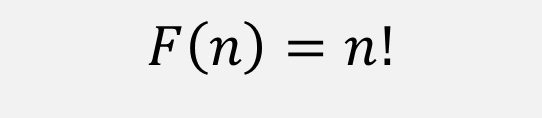 F(n) = n!